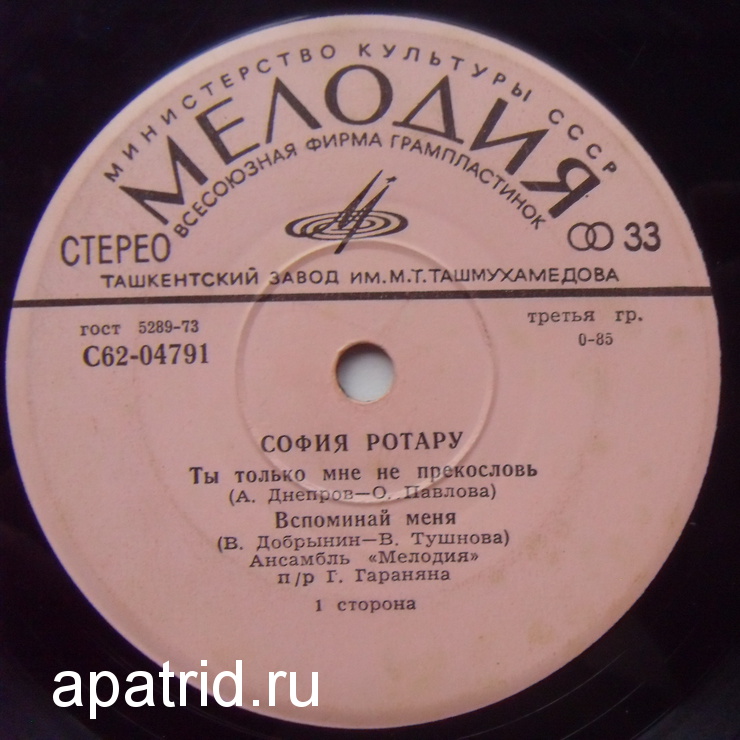 МИНИСТЕРСТВО КУЛЬТУРЫ СССР
МЕЛОДИЯ
ВСЕСОЮЗНАЯ ФИРМА ГРАМПЛАСТИНОК
СТЕРЕО
33
ТАШКЕНТСКИЙ ЗАВОД ИМ.М.Т.ТАШМУХАМЕДОВА
гост 5289-73
третья гр.
С62-04791
0-85
СОФИЯ РОТАРУ
Ты только мне не прекословь
(А. Днепров—О. Павлова)
Вспоминай меня
(В. Добрынин—В. Тушнова)
Ансамбль «Мелодия»
п/р Г. Гараняна
1 сторона
apatrid.ru